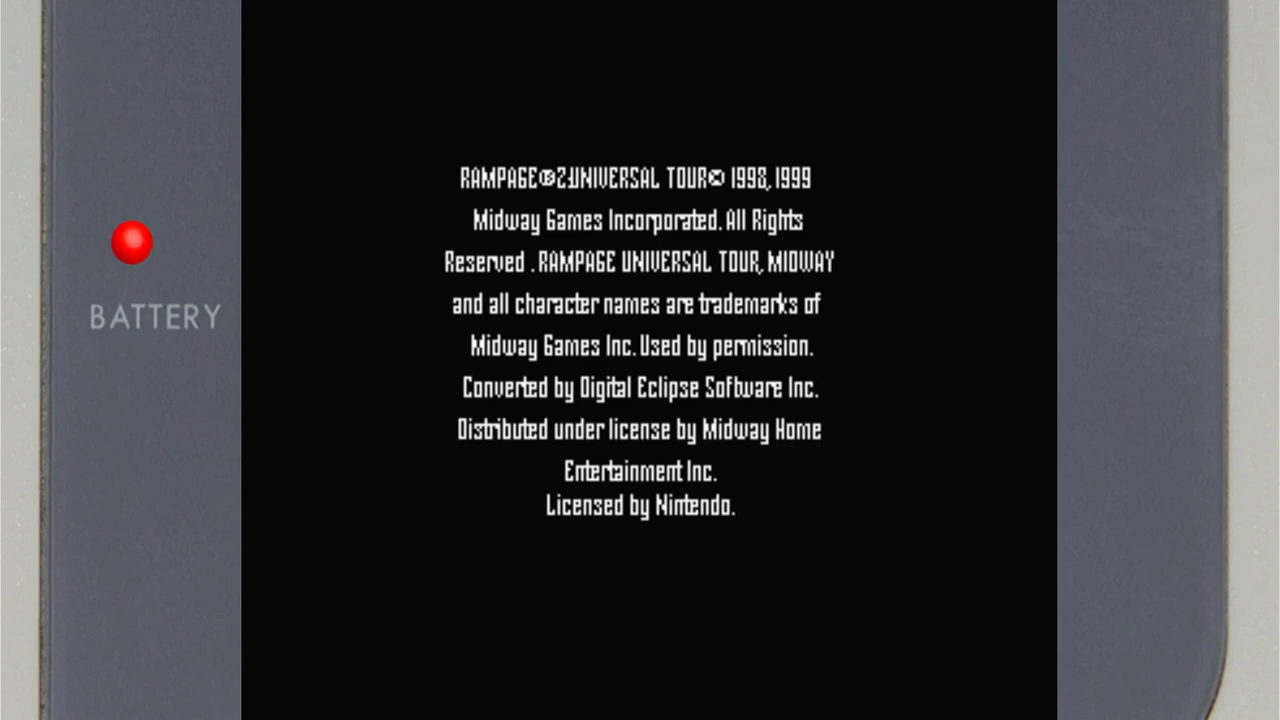 RAMPAGE®2:UNIVERSAL TOUR© 1998, 1999
Midway Games Incorporated. All Rights
Reserved . RAMPAGE UNIVERSAL TOUR, MIDWAY
and all character names are trademarks of
Midway Games Inc. Used by permission.
Converted by Digital Eclipse Software Inc.
Distributed under license by Midway Home
Entertainment Inc.
Licensed by Nintendo.
BATTERY